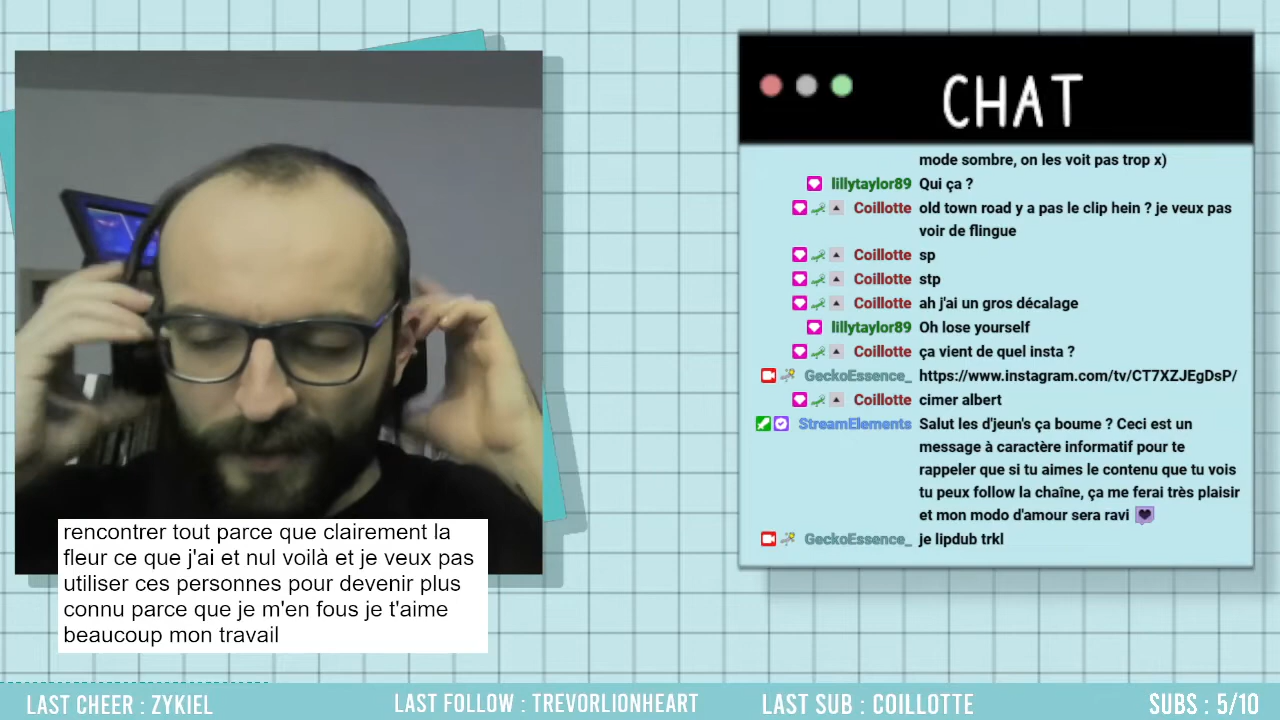 CHAT
mode sombre, on les voit pas trop x)
lillytaylor89 Qui ça ?
Coillotte old town road y a pas le clip hein ? je veux pas
voir de flingue
Coillotte sp
Coillotte stp
Coillotte ah j'ai un gros décalage
lillytaylor89 Oh lose yourself
Coillotte ça vient de quel insta ?
GeckoEssence_ https://www.instagram.com/tv/CT7XZJEgDsP/
Coillotte cimer albert
StreamElements Salut les d'jeun's ça boume ? Ceci est un
message à caractère informatif pour te
rappeler que si tu aimes le contenu que tu vois
tu peux follow la chaîne, ça me ferai très plaisir
et mon modo d'amour sera ravi
GeckoEssence_ je lipdub trkl
rencontrer tout parce que clairement la
fleur ce que j'ai et nul voilà et je veux pas
utiliser ces personnes pour devenir plus
connu parce que je m'en fous je t'aime
beaucoup mon travail
LAST CHEER : ZYKIEL
LAST FOLLOW : TREVORLIONHEART
LAST SUB : COILLOTTE
SUBS : 5/10